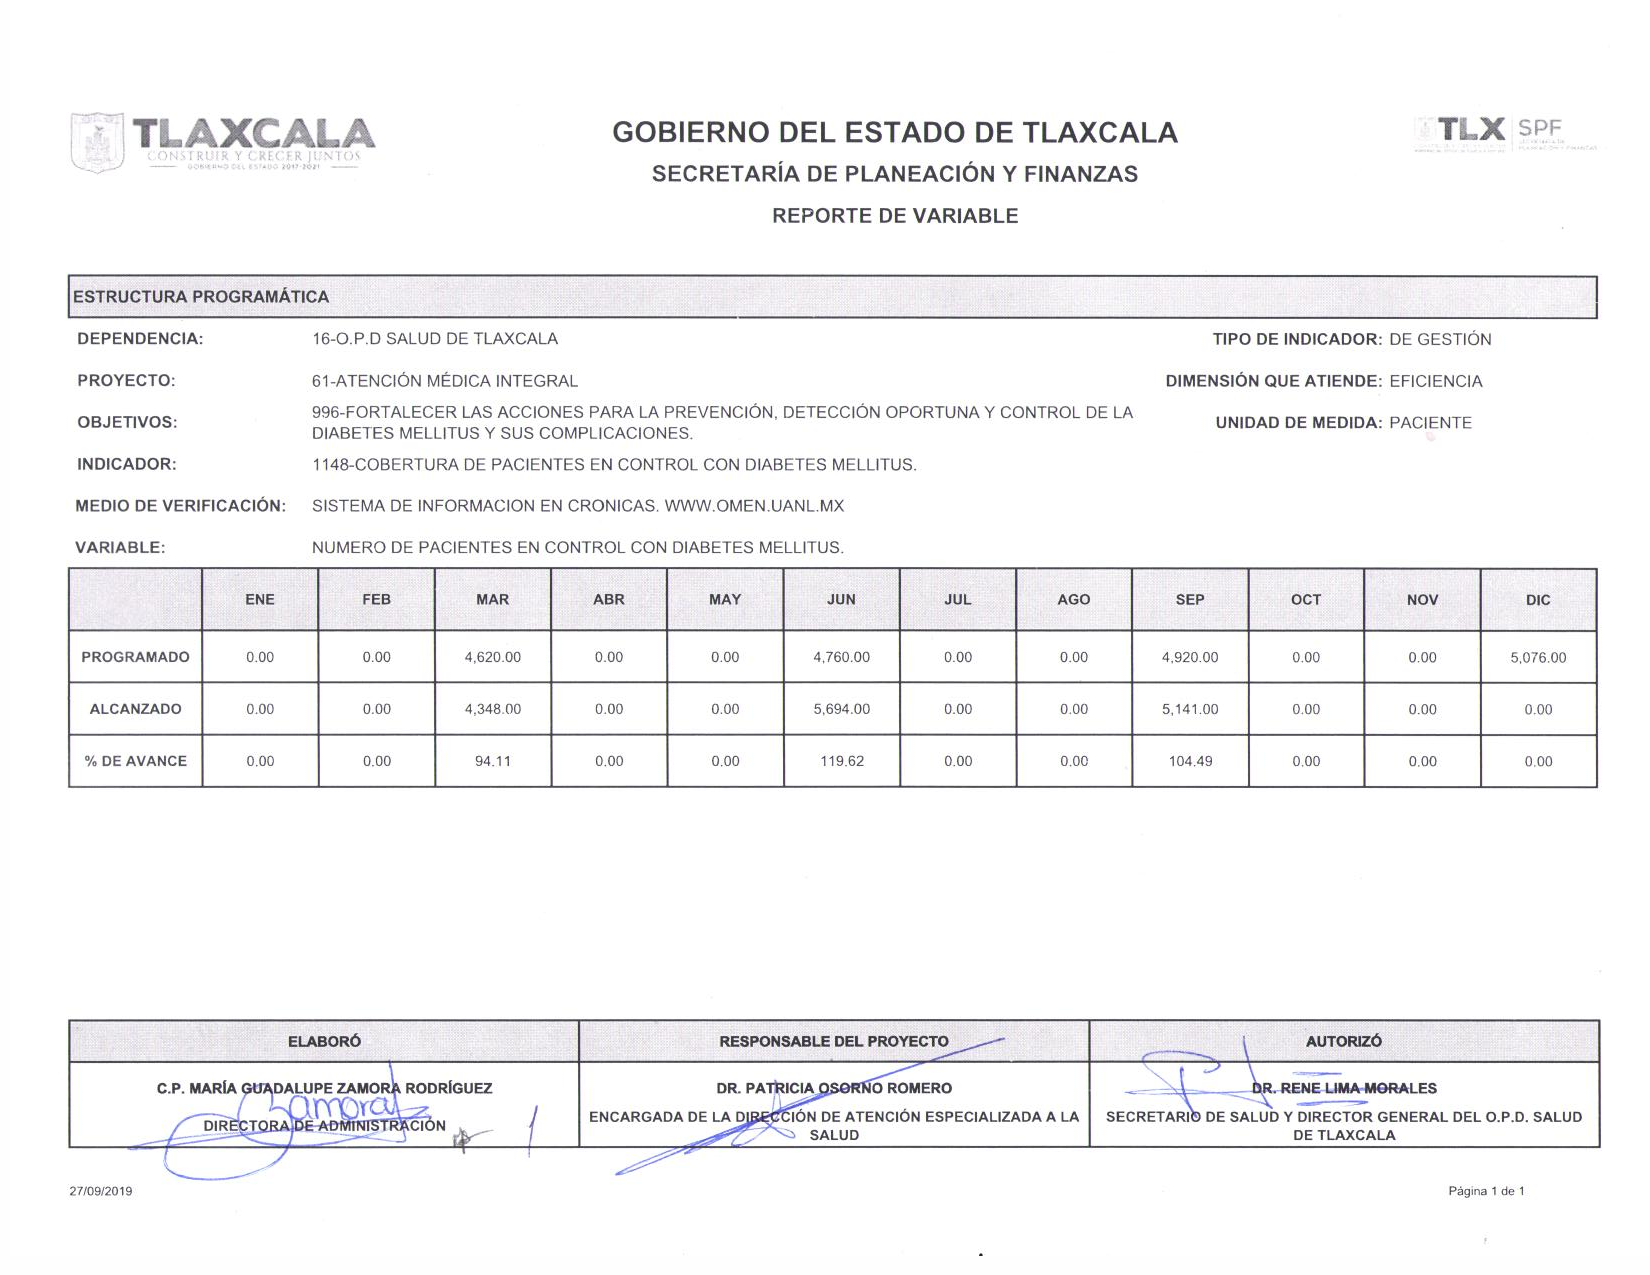 TLAXCALA
CONSTRUIR Y CRECER JUNTOS
GOBIERNO DEL ESTADO 2017-2021
GOBIERNO DEL ESTADO DE TLAXCALA
SECRETARÍA DE PLANEACIÓN Y FINANZAS
REPORTE DE VARIABLE
TLX SPF
ESTRUCTURA PROGRAMÁTICA
DEPENDENCIA: 16-O.P.D SALUD DE TLAXCALA TIPO DE INDICADOR: DE GESTIÓN
PROYECTO: 61-ATENCIÓN MÉDICA INTEGRAL DIMENSIÓN QUE ATIENDE: EFICIENCIA
OBJETIVOS: 996-FORTALECER LAS ACCIONES PARA LA PREVENCIÓN, DETECCIÓN OPORTUNA Y CONTROL DE LA
DIABETES MELLITUS Y SUS COMPLICACIONES. UNIDAD DE MEDIDA: PACIENTE
INDICADOR: 1148-COBERTURA DE PACIENTES EN CONTROL CON DIABETES MELLITUS.
MEDIO DE VERIFICACIÓN: SISTEMA DE INFORMACION EN CRONICAS. WWW.OMEN.UANL.MX
VARIABLE: NUMERO DE PACIENTES EN CONTROL CON DIABETES MELLITUS.
ENE FEB MAR ABR MAY JUN JUL AGO SEP OCT NOV DIC
PROGRAMADO 0.00 0.00 4,620.00 0.00 0.00 4,760.00 0.00 0.00 4,920.00 0.00 0.00 5,076.00
ALCANZADO 0.00 0.00 4,348.00 0.00 0.00 5,694.00 0.00 0.00 5,141.00 0.00 0.00 0.00
% DE AVANCE 0.00 0.00 94.11 0.00 0.00 119.62 0.00 0.00 104.49 0.00 0.00 0.00
ELABORÓ RESPONSABLE DEL PROYECTO AUTORIZÓ
C.P. MARÍA GUADALUPE ZAMORA RODRÍGUEZ DR. PATRICIA OSORNO ROMERO DR. RENE LIMA MORALES
Zamora
DIRECTORA DE ADMINISTRACIÓN ENCARGADA DE LA DIRECCIÓN DE ATENCIÓN ESPECIALIZADA A LA SALUD SECRETARIO DE SALUD Y DIRECTOR GENERAL DEL O.P.D. SALUD DE TLAXCALA
27/09/2019 Página 1 de 1